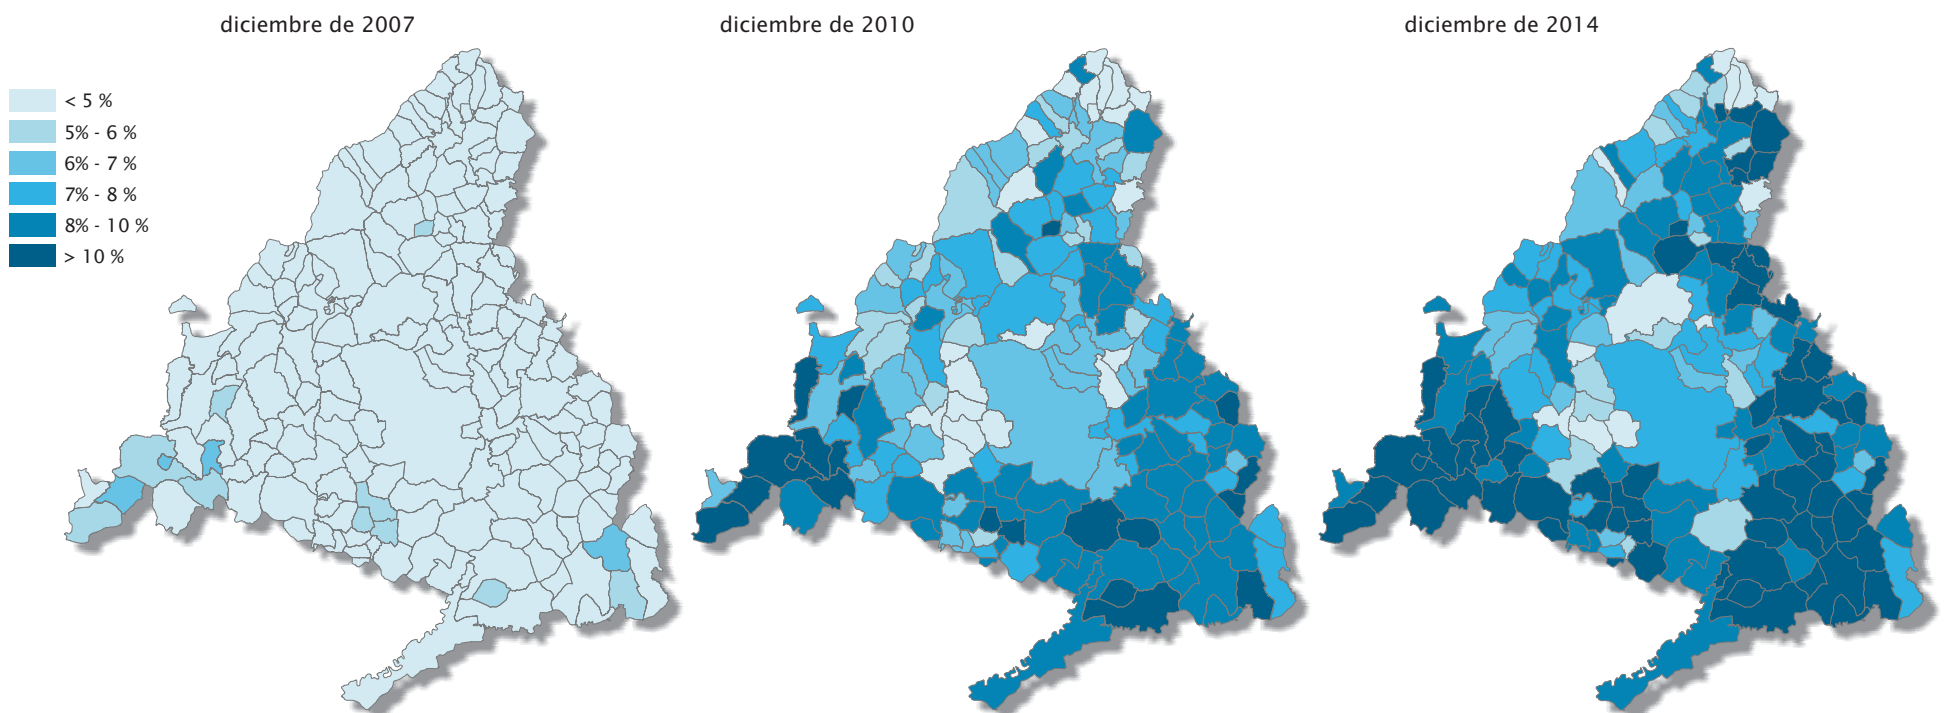 diciembre de 2007
diciembre de 2010
diciembre de 2014
< 5 %
5% - 6 %
6% - 7 %
7% - 8 %
8% - 10 %
> 10 %